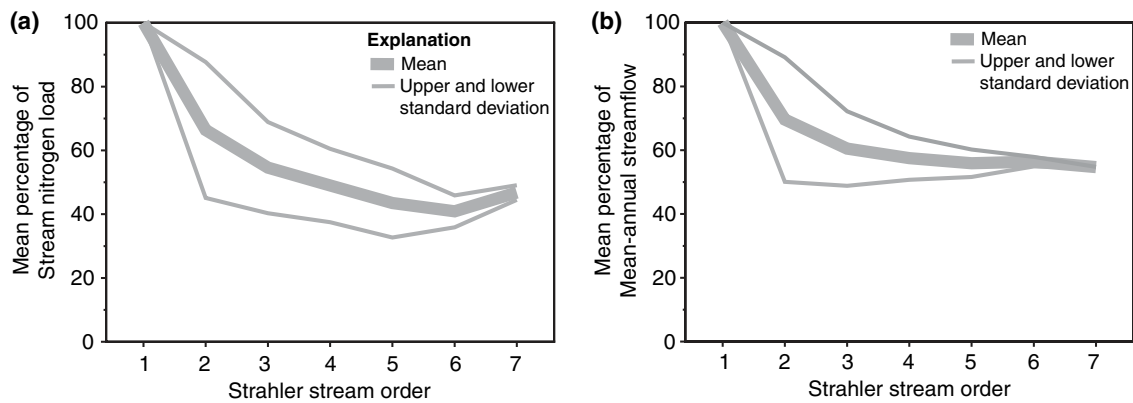 (a)
Mean percentage of
Stream nitrogen load
100
80
60
40
20
0
Explanation
Mean
Upper and lower
standard deviation
1 2 3 4 5 6 7
Strahler stream order
(b)
Mean percentage of
Mean-annual streamflow
100
80
60
40
20
0
Mean
Upper and lower
standard deviation
1 2 3 4 5 6 7
Strahler stream order